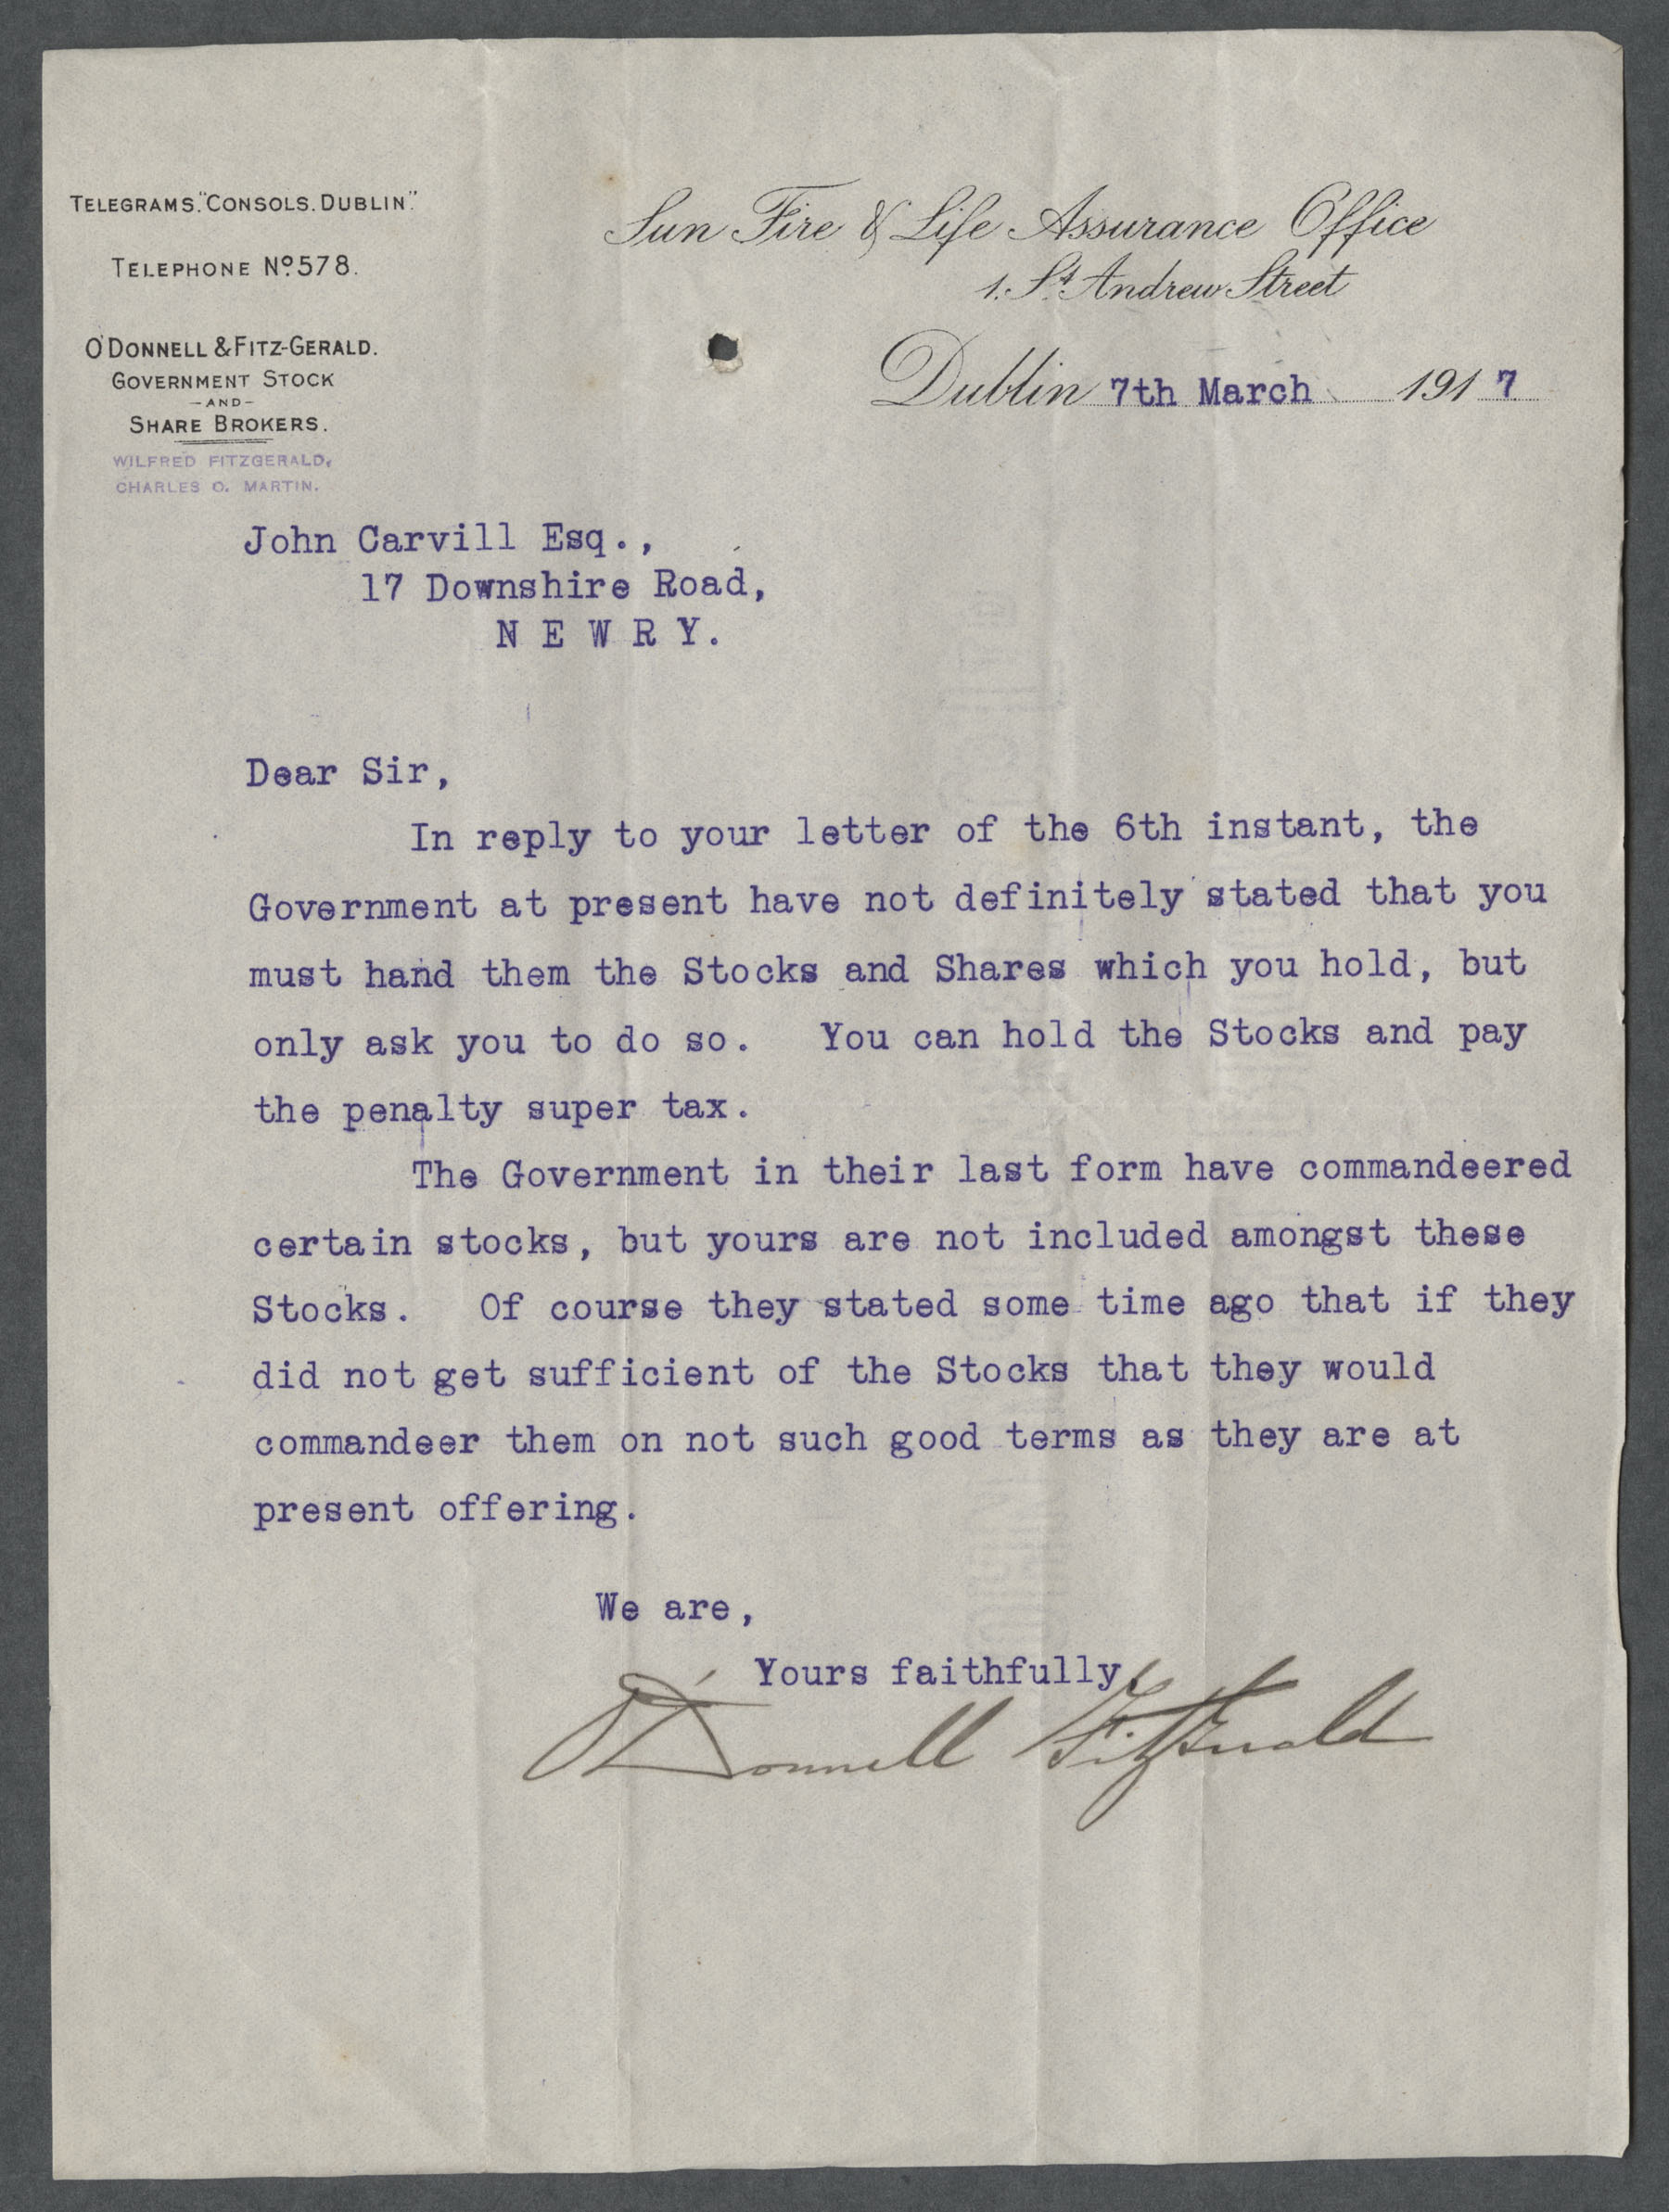 TELEGRAMS. "CONSOLS. DUBLIN."
TELEPHONE No. 578.
O'DONNELL & FITZ-GERALD.
GOVERNMENT STOCK
-AND-
SHARE BROKERS.
WILFRED FITZGERALD,
CHARLES O. MARTIN.
Sun Fire & Life Assurance Office
1. St. Andrew Street
Dublin 7th March 1917
John Carvill Esq.,
17 Downshire Road,
N E W R Y.
Dear Sir,
In reply to your letter of the 6th instant, the
Government at present have not definitely stated that you
must hand them the Stocks and Shares which you hold, but
only ask you to do so. You can hold the Stocks and pay
the penalty super tax.
The Government in their last form have commandeered
certain stocks, but yours are not included amongst these
Stocks. Of course they stated some time ago that if they
did not get sufficient of the Stocks that they would
commandeer them on not such good terms as they are at
present offering.
We are,
Yours faithfully,
O'Donnell Fitzgerald